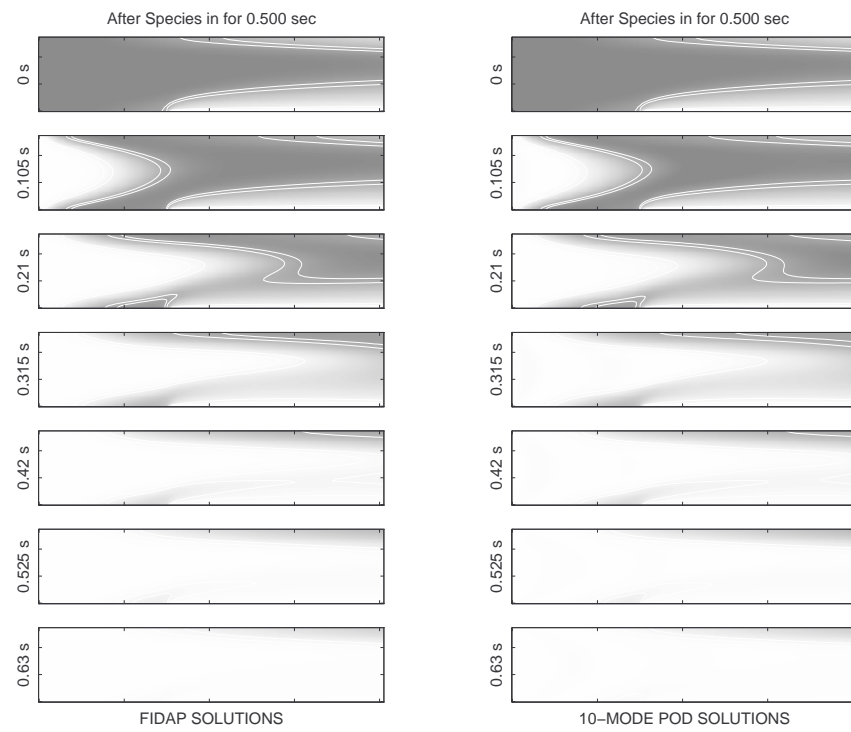 After Species in for 0.500 sec
0 s
0.105 s
0.21 s
0.315 s
0.42 s
0.525 s
0.63 s
FIDAP SOLUTIONS
After Species in for 0.500 sec
0 s
0.105 s
0.21 s
0.315 s
0.42 s
0.525 s
0.63 s
10−MODE POD SOLUTIONS